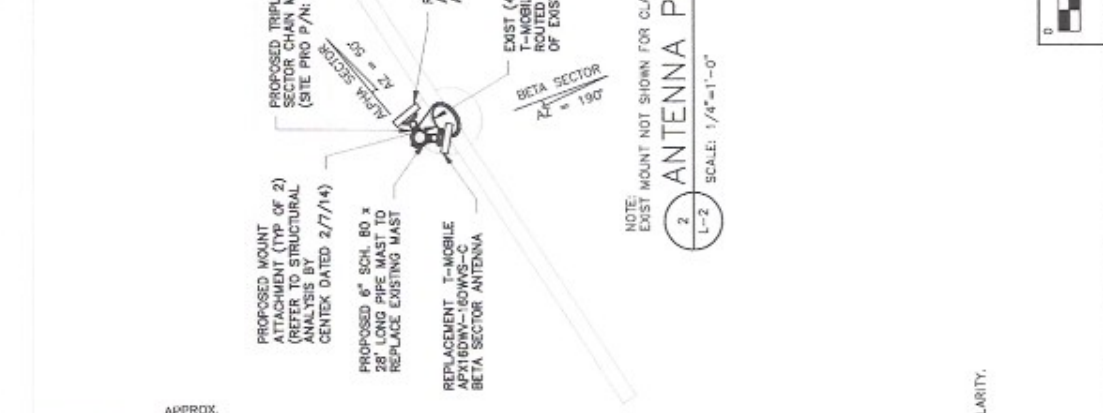 PROPOSED TRIPL
SECTOR CHAIN M
(SITE PRO P/N:
ALPHA SECTOR
AZ = 50°
EXIST (4
T-MOBIL
ROUTED
OF EXIS
BETA SECTOR
AZ = 190°
PROPOSED MOUNT
ATTACHMENT (TYP OF 2)
(REFER TO STRUCTURAL
ANALYSIS BY
CENTEK DATED 2/7/14)
PROPOSED 6" SCH. 80 x
28' LONG PIPE MAST TO
REPLACE EXISTING MAST
REPLACEMENT T-MOBILE
APX16DWV-16DWVS-C
BETA SECTOR ANTENNA
NOTE:
EXIST MOUNT NOT SHOWN FOR CLA
2
L-2
ANTENNA P
SCALE: 1/4"=1'-0"
D
APPROX.
LARITY.